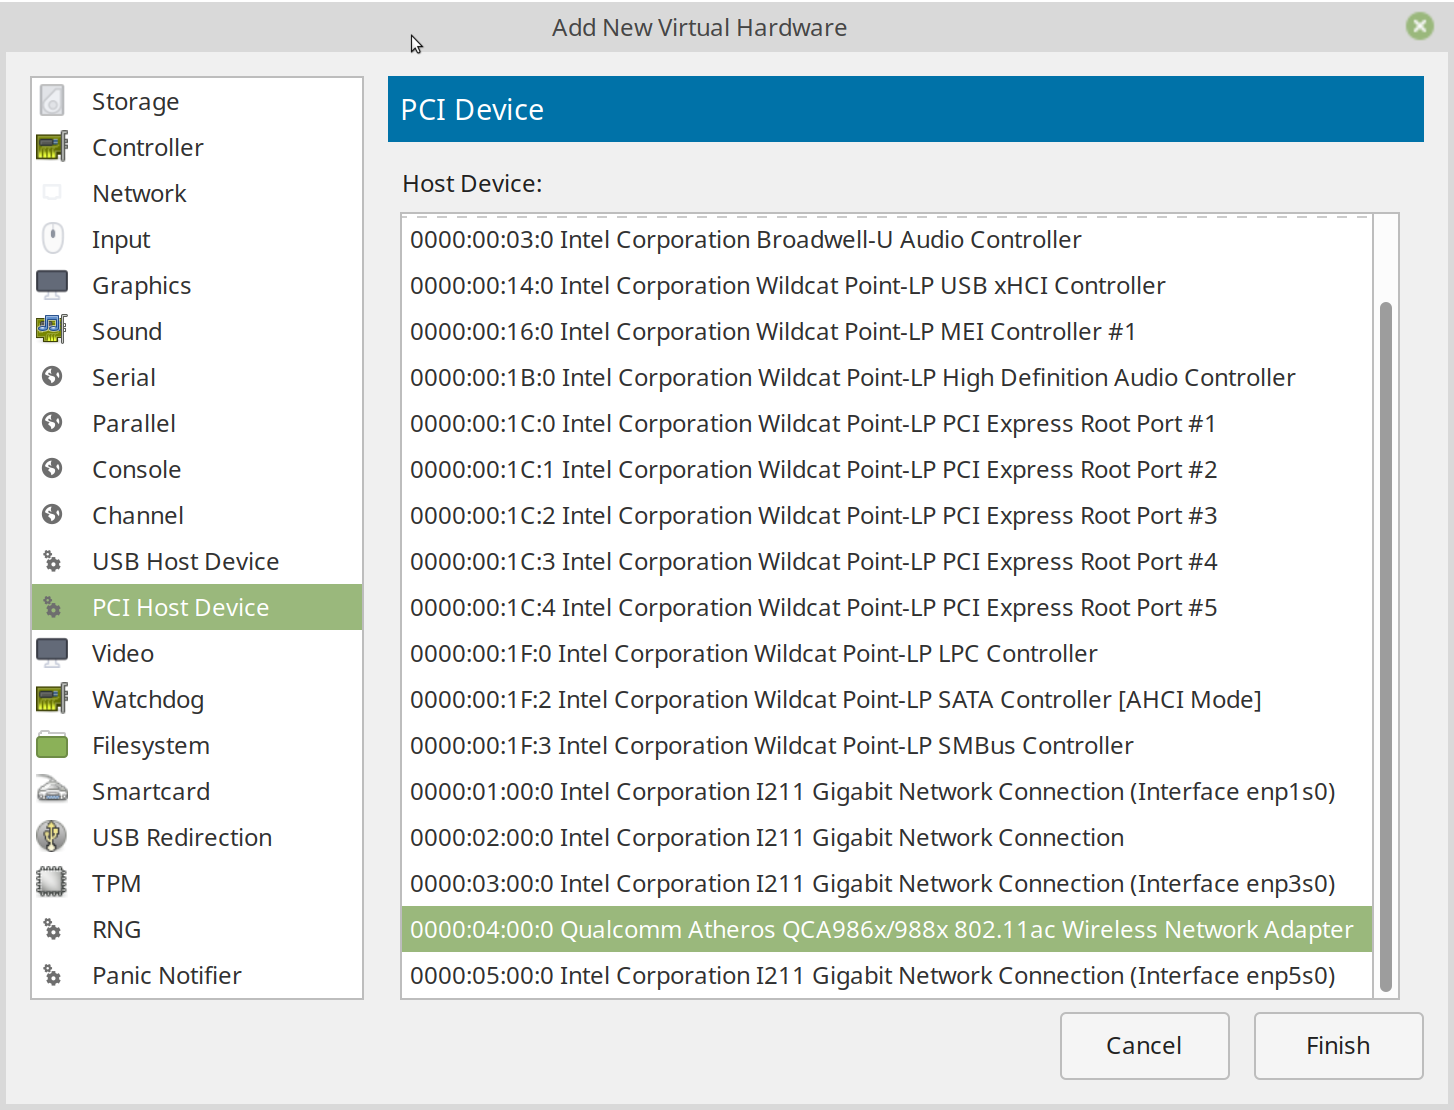 Add New Virtual Hardware
Storage
Controller
Network
Input
Graphics
Sound
Serial
Parallel
Console
Channel
USB Host Device
PCI Host Device
Video
Watchdog
Filesystem
Smartcard
USB Redirection
TPM
RNG
Panic Notifier
PCI Device
Host Device:
0000:00:03:0 Intel Corporation Broadwell-U Audio Controller
0000:00:14:0 Intel Corporation Wildcat Point-LP USB xHCI Controller
0000:00:16:0 Intel Corporation Wildcat Point-LP MEI Controller #1
0000:00:1B:0 Intel Corporation Wildcat Point-LP High Definition Audio Controller
0000:00:1C:0 Intel Corporation Wildcat Point-LP PCI Express Root Port #1
0000:00:1C:1 Intel Corporation Wildcat Point-LP PCI Express Root Port #2
0000:00:1C:2 Intel Corporation Wildcat Point-LP PCI Express Root Port #3
0000:00:1C:3 Intel Corporation Wildcat Point-LP PCI Express Root Port #4
0000:00:1C:4 Intel Corporation Wildcat Point-LP PCI Express Root Port #5
0000:00:1F:0 Intel Corporation Wildcat Point-LP LPC Controller
0000:00:1F:2 Intel Corporation Wildcat Point-LP SATA Controller [AHCI Mode]
0000:00:1F:3 Intel Corporation Wildcat Point-LP SMBus Controller
0000:01:00:0 Intel Corporation I211 Gigabit Network Connection (Interface enp1s0)
0000:02:00:0 Intel Corporation I211 Gigabit Network Connection
0000:03:00:0 Intel Corporation I211 Gigabit Network Connection (Interface enp3s0)
0000:04:00:0 Qualcomm Atheros QCA986x/988x 802.11ac Wireless Network Adapter
0000:05:00:0 Intel Corporation I211 Gigabit Network Connection (Interface enp5s0)
Cancel
Finish